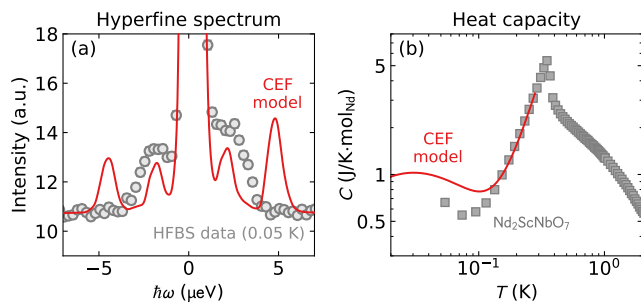 Hyperfine spectrum
(a)
CEF
model
HFBS data (0.05 K)
Intensity (a.u.)
18
16
14
12
10
−5
0
5
ℏω (μeV)
Heat capacity
(b)
CEF
model
Nd₂ScNbO₇
C (J/K·mol_Nd)
5
1
0.5
10⁻¹
10⁰
T (K)